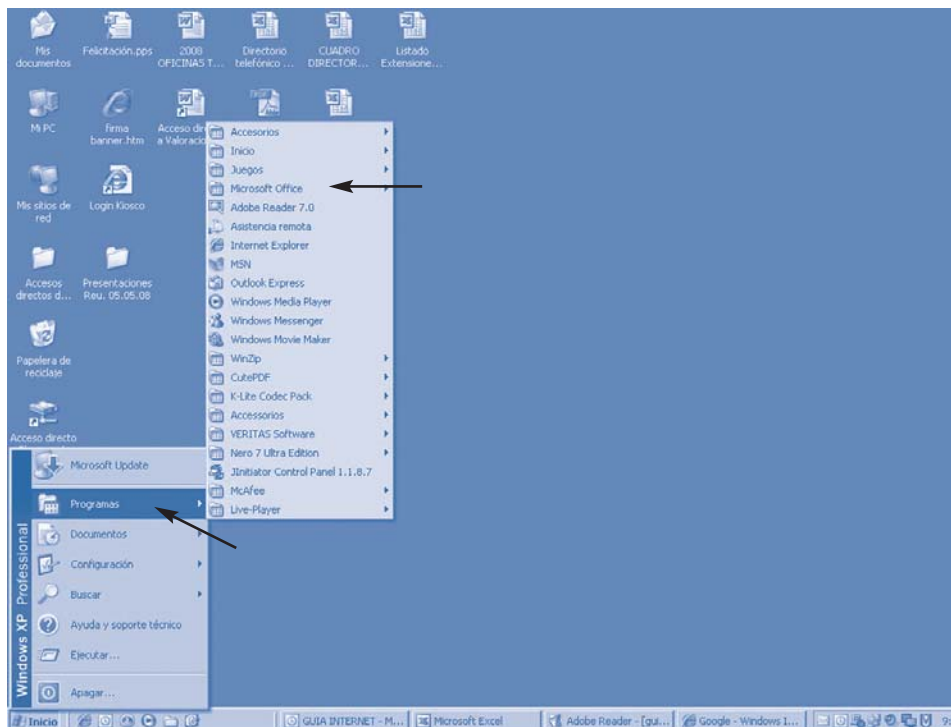 Mis documentos
Felicitación.pps
2008 OFICINAS T...
Directorio telefónico ...
CUADRO DIRECTOR...
Listado Extensione...
Mi PC
firma banner.htm
Acceso dir
a Valoracio
Mis sitios de red
Login Kiosco
Accesos directos d...
Presentaciones Reu. 05.05.08
Papelera de reciclaje
Acceso directo
Accesorios
Inicio
Juegos
Microsoft Office
Adobe Reader 7.0
Asistencia remota
Internet Explorer
MSN
Outlook Express
Windows Media Player
Windows Messenger
Windows Movie Maker
WinZip
CutePDF
K-Lite Codec Pack
Accessorios
VERITAS Software
Nero 7 Ultra Edition
JInitiator Control Panel 1.1.8.7
McAfee
Live-Player
Microsoft Update
Programas
Documentos
Configuración
Buscar
Ayuda y soporte técnico
Ejecutar...
Apagar...
Windows XP Professional
Inicio
GUIA INTERNET - M...
Microsoft Excel
Adobe Reader - [gui...
Google - Windows I...